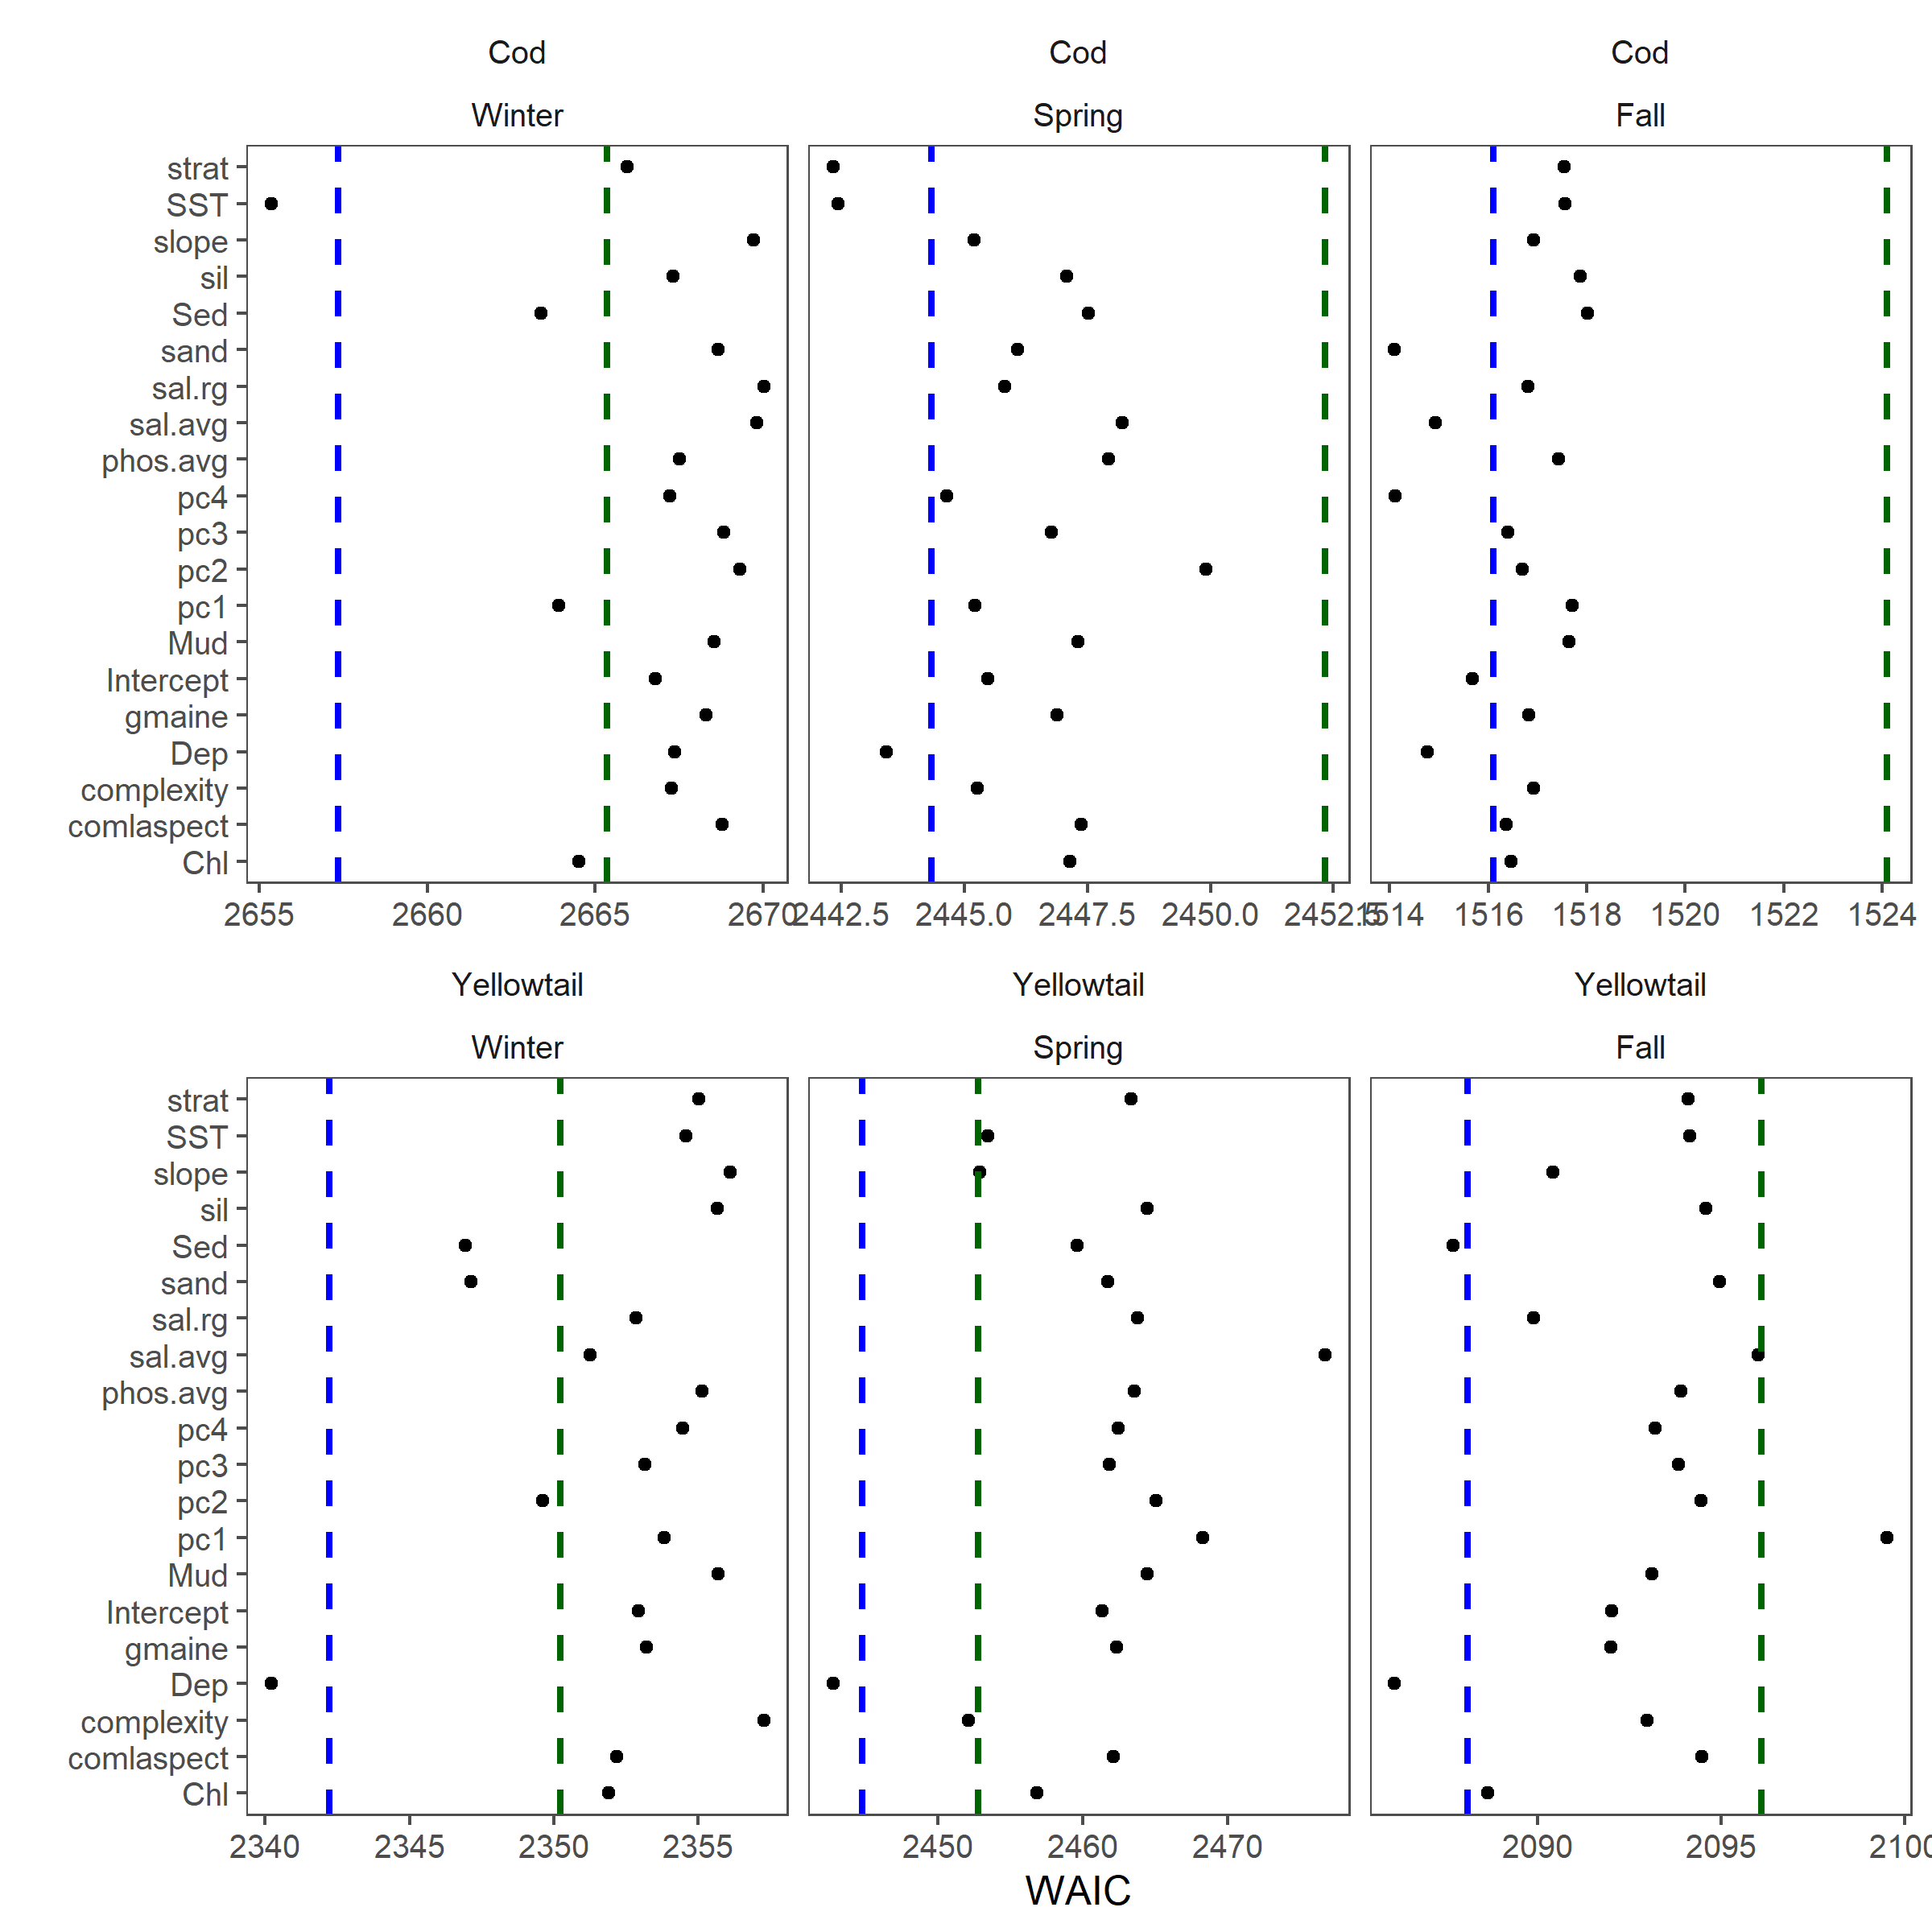 Cod Cod Cod
Winter Spring Fall
strat
SST
slope
sil
Sed
sand
sal.rg
sal.avg
phos.avg
pc4
pc3
pc2
pc1
Mud
Intercept
gmaine
Dep
complexity
comlaspect
Chl
2655 2660 2665 2670 2442.5 2445.0 2447.5 2450.0 2452.5 1514 1516 1518 1520 1522 1524
Yellowtail Yellowtail Yellowtail
Winter Spring Fall
strat
SST
slope
sil
Sed
sand
sal.rg
sal.avg
phos.avg
pc4
pc3
pc2
pc1
Mud
Intercept
gmaine
Dep
complexity
comlaspect
Chl
2340 2345 2350 2355 2450 2460 2470 2090 2095 2100
WAIC